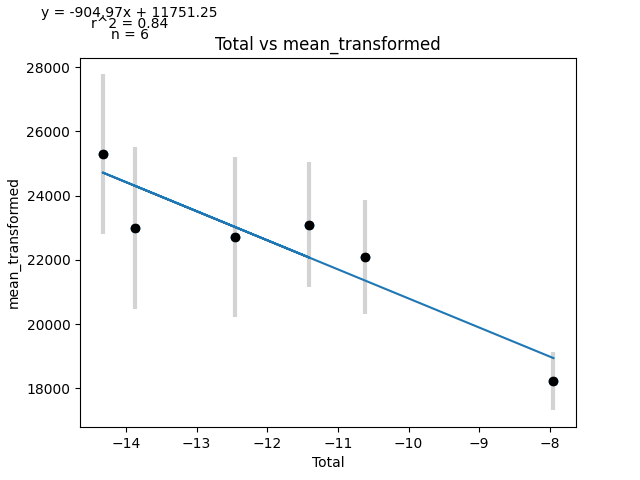 y = -904.97x + 11751.25
r^2 = 0.84
n = 6
Total vs mean_transformed
28000
26000
24000
22000
20000
18000
mean_transformed
−14
−13
−12
−11
−10
−9
−8
Total